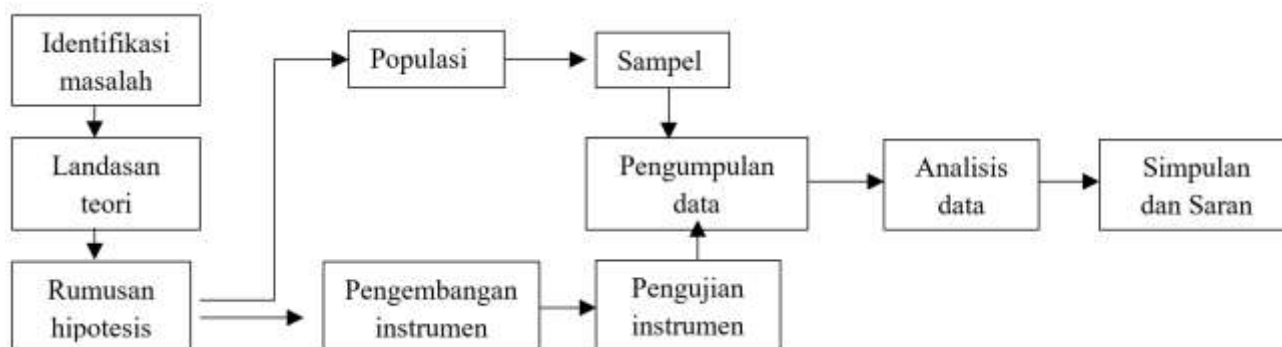 Identifikasi
masalah
Landasan
teori
Rumusan
hipotesis
Populasi
Sampel
Pengembangan
instrumen
Pengujian
instrumen
Pengumpulan
data
Analisis
data
Simpulan
dan Saran